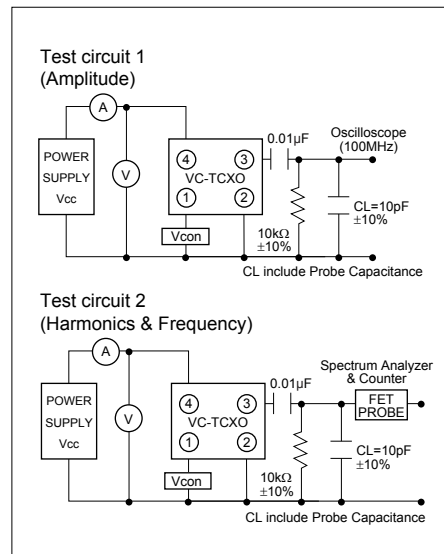 Test circuit 1
(Amplitude)
A
POWER
SUPPLY
Vcc
V
4
3
VC-TCXO
1
2
Vcon
0.01µF
Oscilloscope
(100MHz)
10kΩ
±10%
CL=10pF
±10%
CL include Probe Capacitance
Test circuit 2
(Harmonics & Frequency)
A
POWER
SUPPLY
Vcc
V
4
3
VC-TCXO
1
2
Vcon
0.01µF
Spectrum Analyzer
& Counter
FET
PROBE
10kΩ
±10%
CL=10pF
±10%
CL include Probe Capacitance